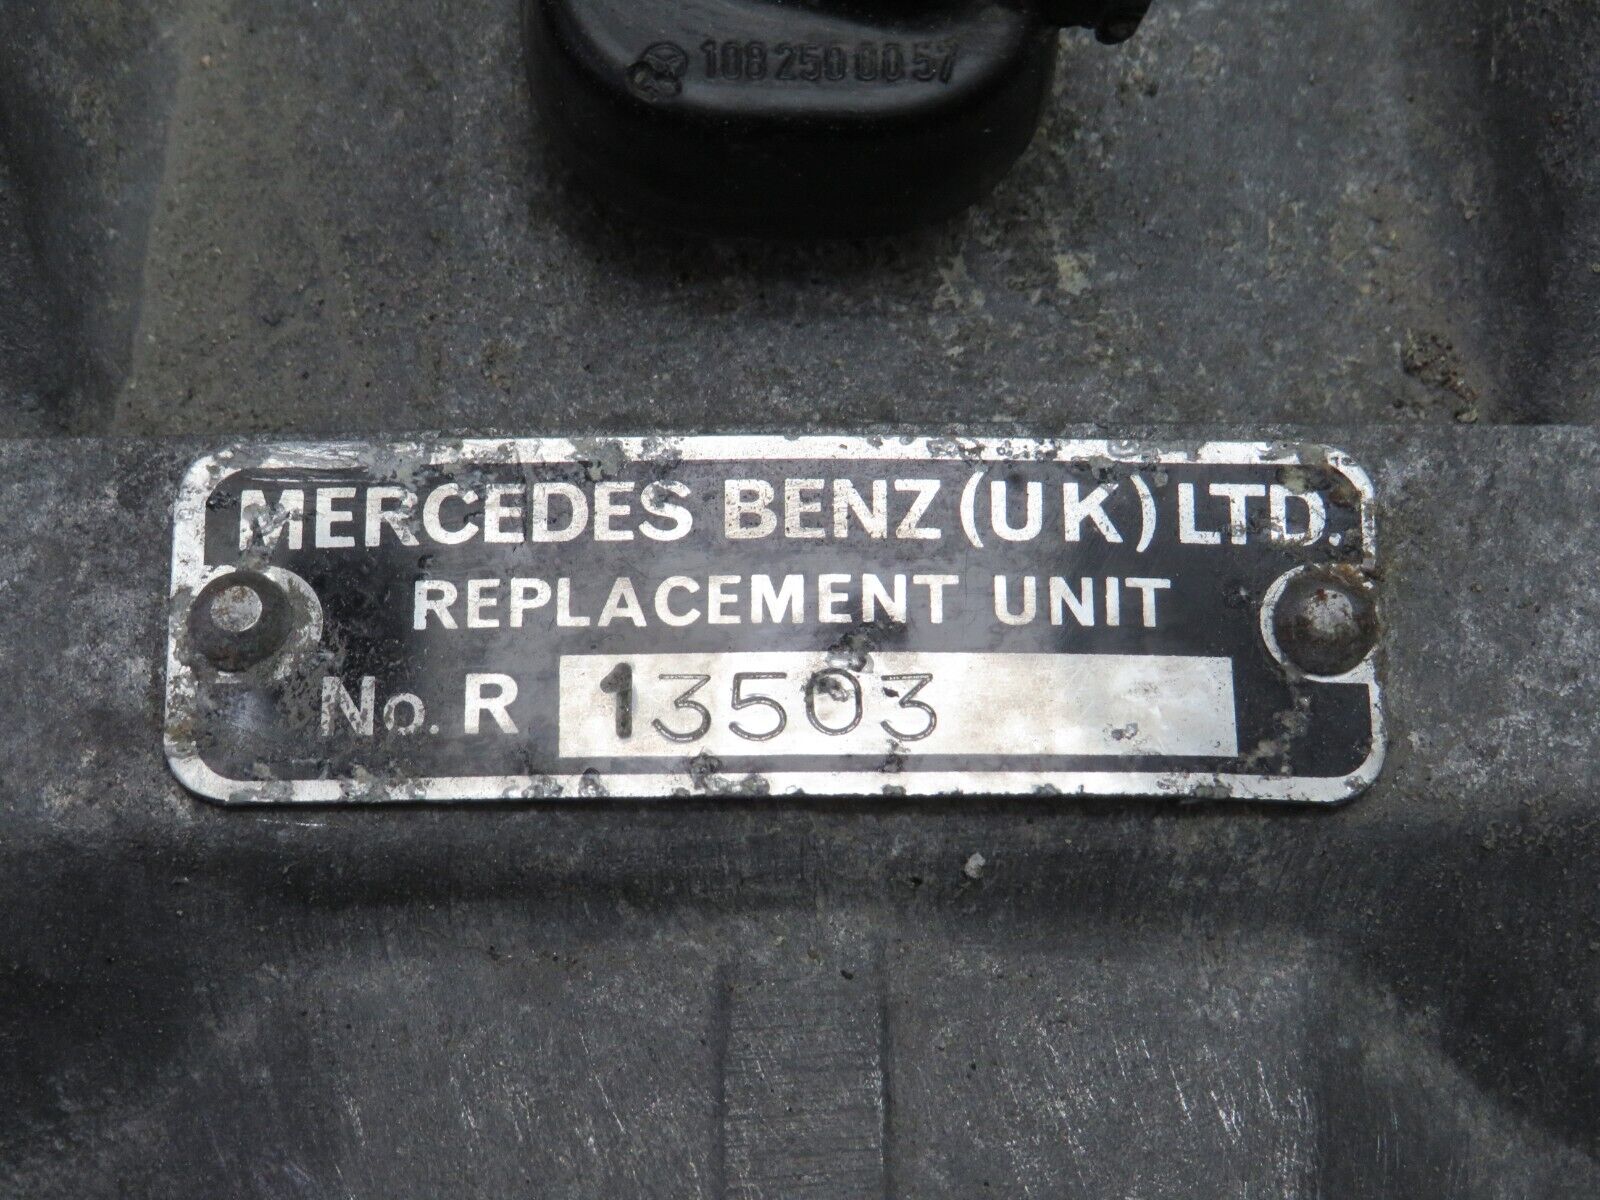 108 250 00 57
MERCEDES BENZ (UK) LTD.
REPLACEMENT UNIT
No. R 13503